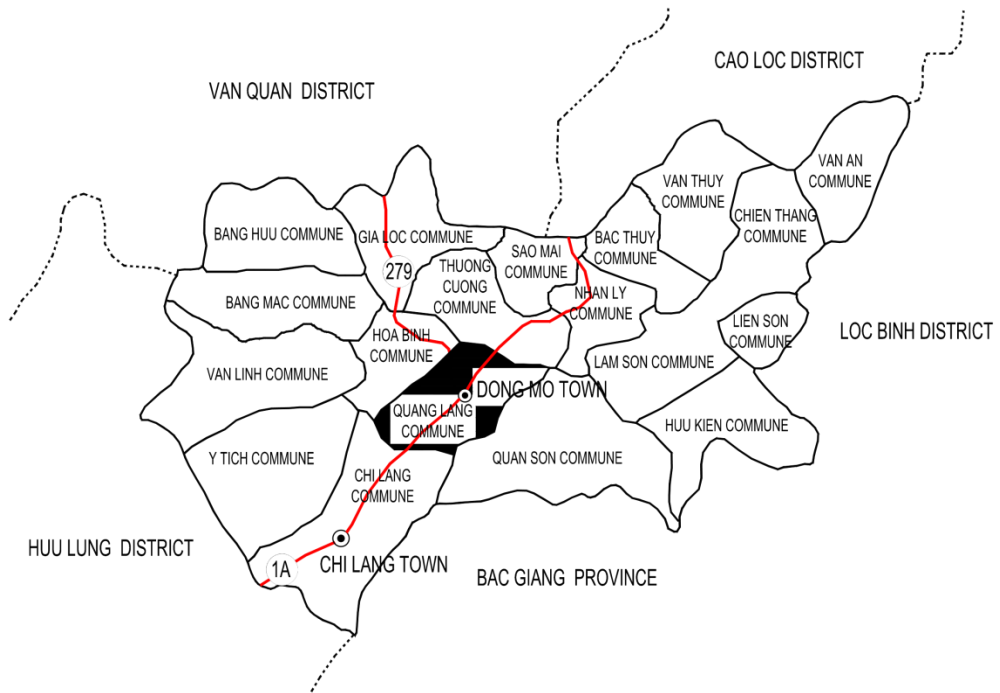 CAO LOC DISTRICT
VAN QUAN DISTRICT
VAN AN
COMMUNE
VAN THUY
COMMUNE
CHIEN THANG
COMMUNE
BANG HUU COMMUNE
GIA LOC COMMUNE
SAO MAI
COMMUNE
BAC THUY
COMMUNE
279
THUONG
CUONG
COMMUNE
NHAN LY
COMMUNE
BANG MAC COMMUNE
LIEN SON
COMMUNE
LOC BINH DISTRICT
HOA BINH
COMMUNE
VAN LINH COMMUNE
LAM SON COMMUNE
DONG MO TOWN
QUANG LANG
COMMUNE
HUU KIEN COMMUNE
Y TICH COMMUNE
QUAN SON COMMUNE
CHI LANG
COMMUNE
HUU LUNG DISTRICT
1A
CHI LANG TOWN
BAC GIANG PROVINCE